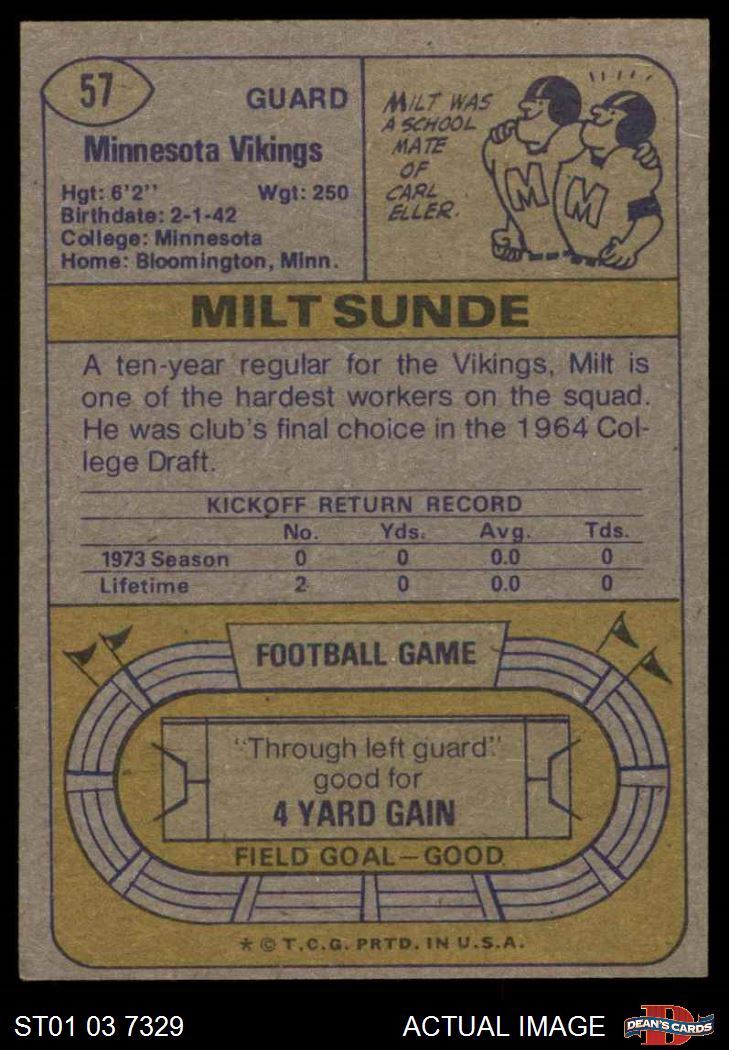 57
GUARD
Minnesota Vikings
Hgt: 6'2" Wgt: 250
Birthdate: 2-1-42
College: Minnesota
Home: Bloomington, Minn.
MILT WAS
A SCHOOL
MATE
OF
CARL
ELLER.
M M
MILT SUNDE
A ten-year regular for the Vikings, Milt is
one of the hardest workers on the squad.
He was club's final choice in the 1964 Col-
lege Draft.
KICKOFF RETURN RECORD
No. Yds. Avg. Tds.
1973 Season 0 0 0.0 0
Lifetime 2 0 0.0 0
FOOTBALL GAME
"Through left guard"
good for
4 YARD GAIN
FIELD GOAL—GOOD
* © T.C.G. PRTD. IN U.S.A.
ST01 03 7329 ACTUAL IMAGE D DEAN'S CARDS